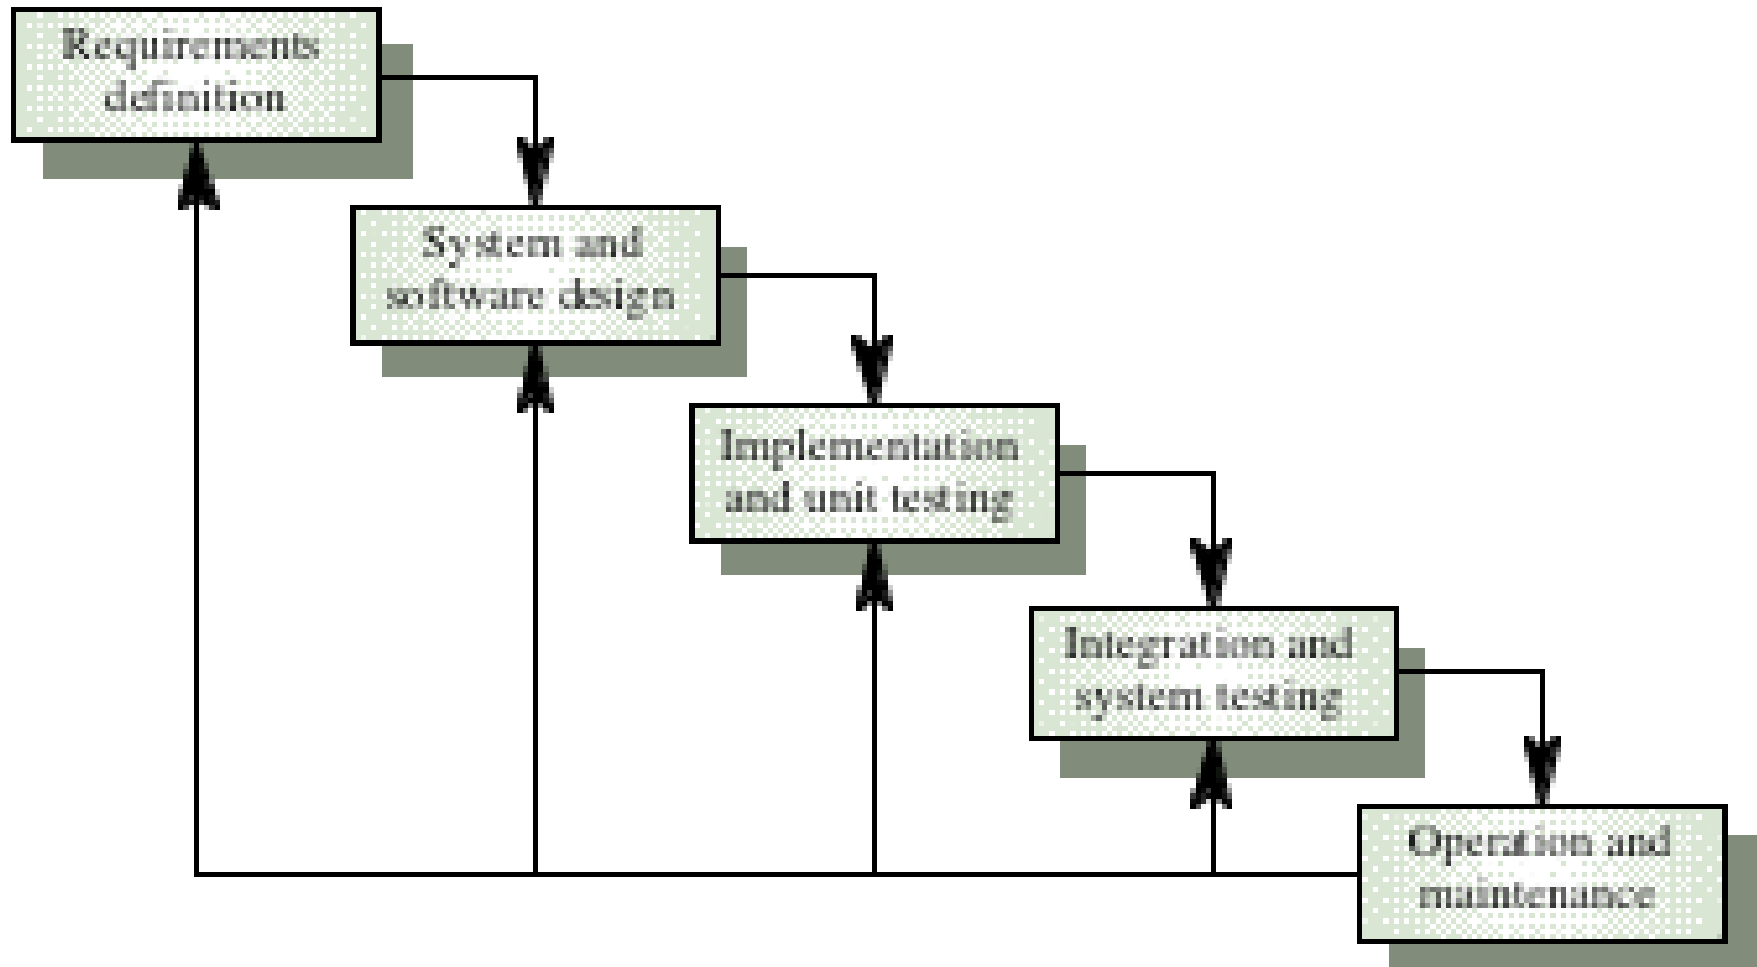 Requirements
definition
System and
software design
Implementation
and unit testing
Integration and
system testing
Operation and
maintenance